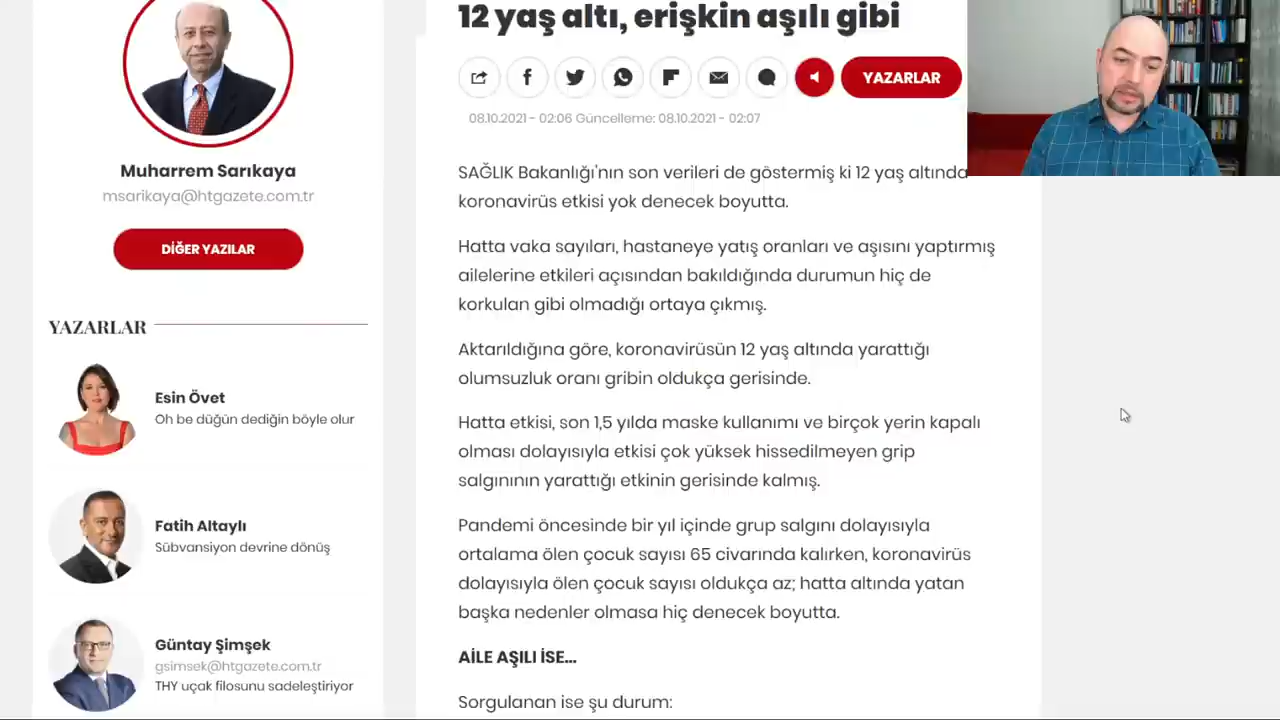 Muharrem Sarıkaya
msarikaya@htgazete.com.tr
DİĞER YAZILAR
YAZARLAR
Esin Övet
Oh be düğün dediğin böyle olur
Fatih Altaylı
Sübvansiyon devrine dönüş
Güntay Şimşek
gsimsek@htgazete.com.tr
THY uçak filosunu sadeleştiriyor
12 yaş altı, erişkin aşılı gibi
YAZARLAR
08.10.2021 - 02:06 Güncelleme: 08.10.2021 - 02:07
SAĞLIK Bakanlığı'nın son verileri de göstermiş ki 12 yaş altında
koronavirüs etkisi yok denecek boyutta.
Hatta vaka sayıları, hastaneye yatış oranları ve aşısını yaptırmış
ailelerine etkileri açısından bakıldığında durumun hiç de
korkulan gibi olmadığı ortaya çıkmış.
Aktarıldığına göre, koronavirüsün 12 yaş altında yarattığı
olumsuzluk oranı gribin oldukça gerisinde.
Hatta etkisi, son 1,5 yılda maske kullanımı ve birçok yerin kapalı
olması dolayısıyla etkisi çok yüksek hissedilmeyen grip
salgınının yarattığı etkinin gerisinde kalmış.
Pandemi öncesinde bir yıl içinde grup salgını dolayısıyla
ortalama ölen çocuk sayısı 65 civarında kalırken, koronavirüs
dolayısıyla ölen çocuk sayısı oldukça az; hatta altında yatan
başka nedenler olmasa hiç denecek boyutta.
AİLE AŞILI İSE...
Sorgulanan ise şu durum: